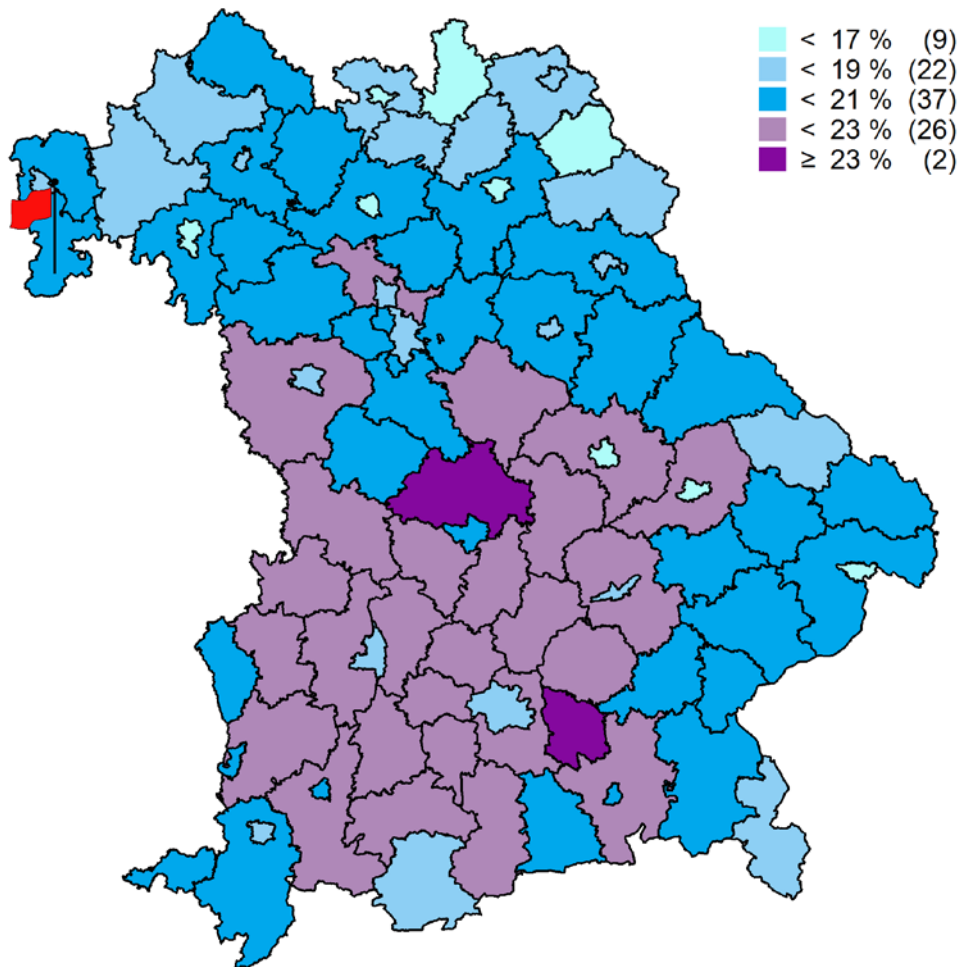 < 17 % (9)
< 19 % (22)
< 21 % (37)
< 23 % (26)
≥ 23 % (2)